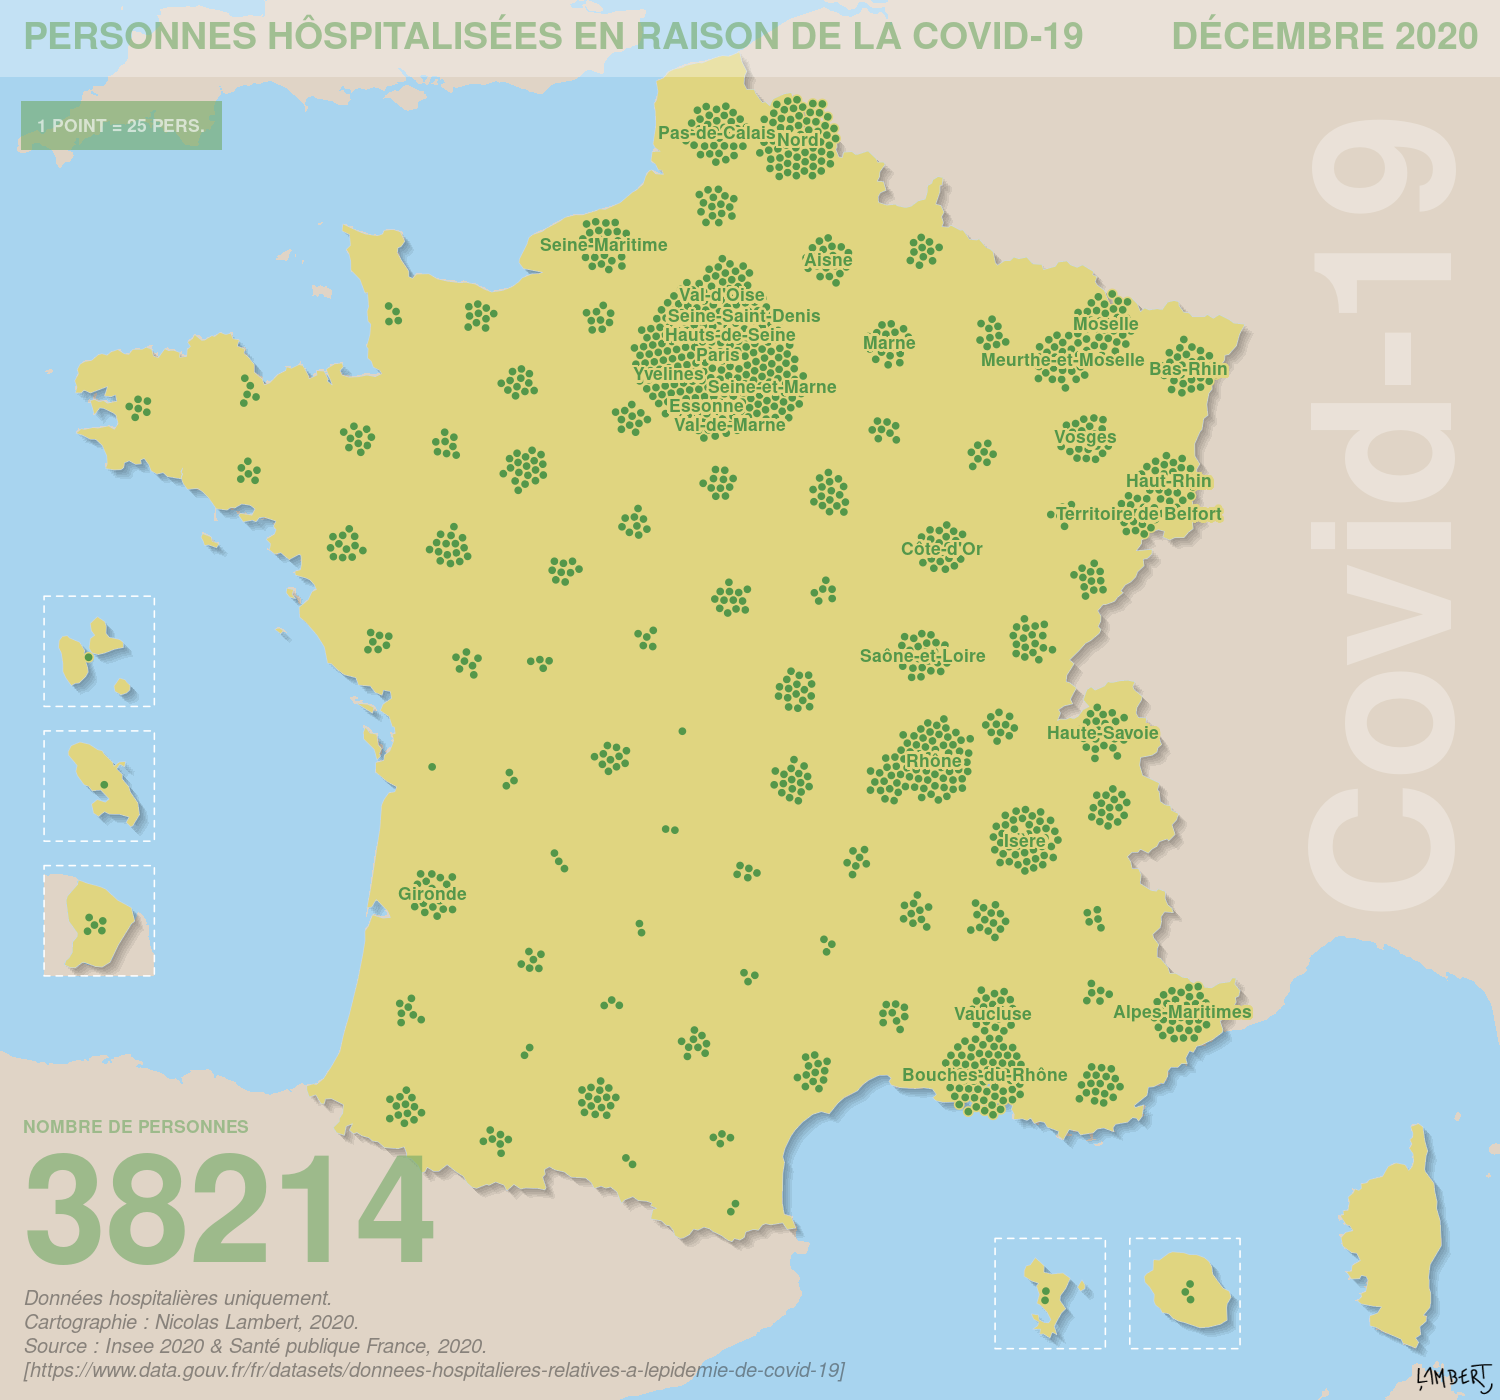 PERSONNES HÔSPITALISÉES EN RAISON DE LA COVID-19
DÉCEMBRE 2020
1 POINT = 25 PERS.
Covid-19
Pas-de-Calais
Nord
Seine-Maritime
Aisne
Val-d'Oise
Seine-Saint-Denis
Hauts-de-Seine
Paris
Yvelines
Seine-et-Marne
Essonne
Val-de-Marne
Marne
Moselle
Meurthe-et-Moselle
Bas-Rhin
Vosges
Haut-Rhin
Territoire de Belfort
Côte-d'Or
Saône-et-Loire
Haute-Savoie
Rhône
Isère
Gironde
Vaucluse
Alpes-Maritimes
Bouches-du-Rhône
NOMBRE DE PERSONNES
38214
Données hospitalières uniquement.
Cartographie : Nicolas Lambert, 2020.
Source : Insee 2020 & Santé publique France, 2020.
[https://www.data.gouv.fr/fr/datasets/donnees-hospitalieres-relatives-a-lepidemie-de-covid-19]
LAMBERT